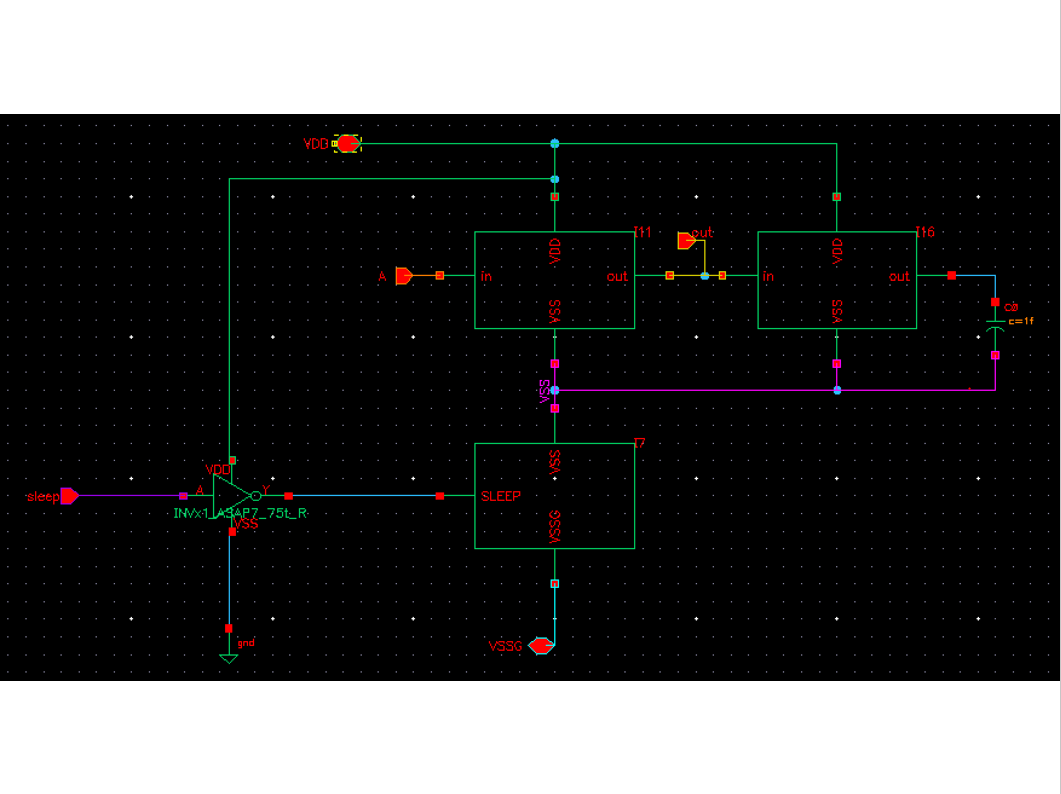 VDD
I11
out
I16
VDD
VDD
A
in
out
in
out
VSS
VSS
C0
c=1f
VSS
I7
VSS
VDD
sleep
A
Y
SLEEP
INVx1_ASAP7_75t_R
VSS
VSSG
gnd
VSSG